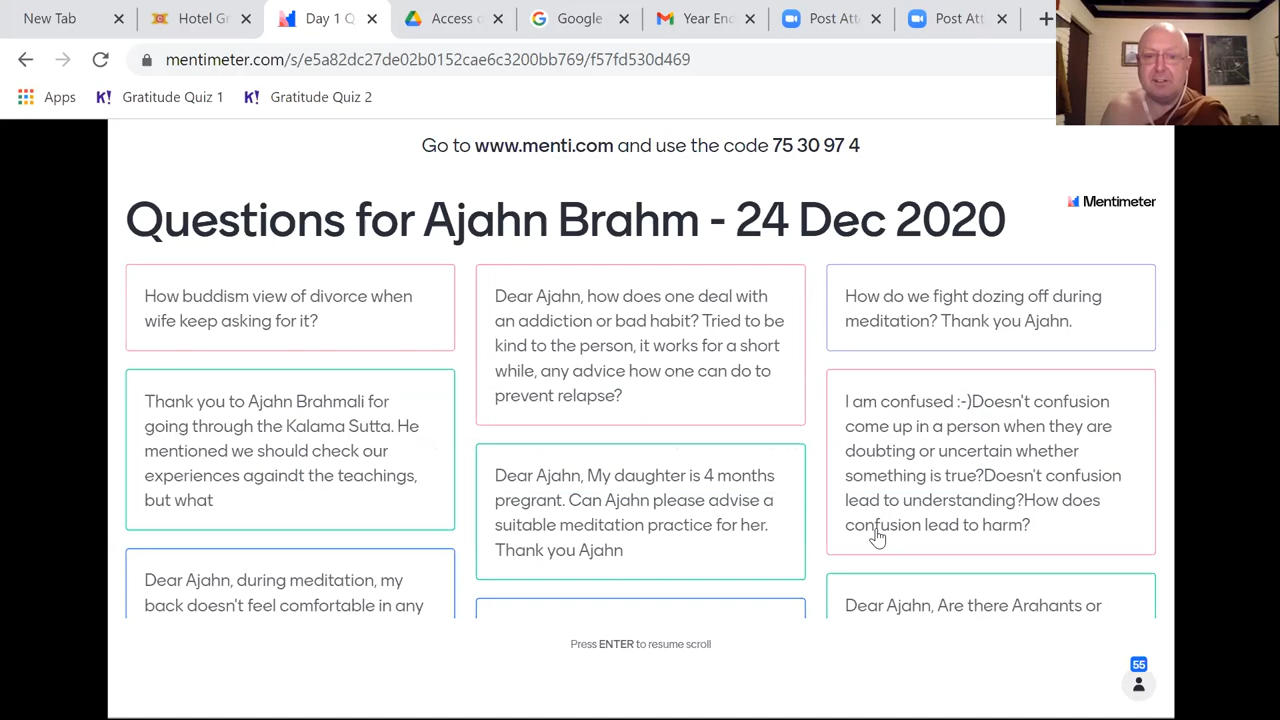 New Tab
Hotel Gr
Day 1 Q
Access o
Google
Year End
Post Att
Post Att
mentimeter.com/s/e5a82dc27de02b0152cae6c3200bb769/f57fd530d469
Apps
K! Gratitude Quiz 1
K! Gratitude Quiz 2
Go to www.menti.com and use the code 75 30 97 4
Mentimeter
Questions for Ajahn Brahm - 24 Dec 2020
How buddism view of divorce when
wife keep asking for it?
Thank you to Ajahn Brahmali for
going through the Kalama Sutta. He
mentioned we should check our
experiences againdt the teachings,
but what
Dear Ajahn, during meditation, my
back doesn't feel comfortable in any
Dear Ajahn, how does one deal with
an addiction or bad habit? Tried to be
kind to the person, it works for a short
while, any advice how one can do to
prevent relapse?
Dear Ajahn, My daughter is 4 months
pregrant. Can Ajahn please advise a
suitable meditation practice for her.
Thank you Ajahn
How do we fight dozing off during
meditation? Thank you Ajahn.
I am confused :-)Doesn't confusion
come up in a person when they are
doubting or uncertain whether
something is true?Doesn't confusion
lead to understanding?How does
confusion lead to harm?
Dear Ajahn, Are there Arahants or
Press ENTER to resume scroll
55